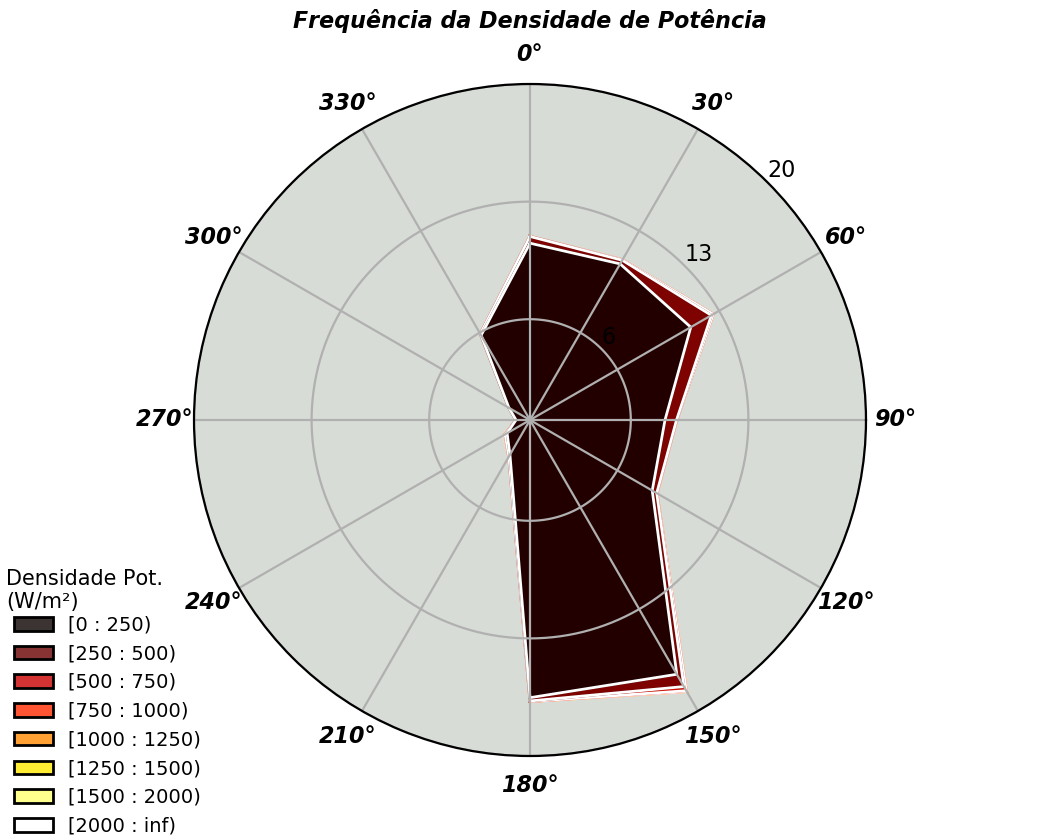 Frequência da Densidade de Potência
0°
330°
30°
20
300°
60°
13
6
270°
90°
Densidade Pot.
(W/m²)
240°
120°
[0 : 250)
[250 : 500)
[500 : 750)
[750 : 1000)
[1000 : 1250)
[1250 : 1500)
[1500 : 2000)
[2000 : inf)
210°
150°
180°